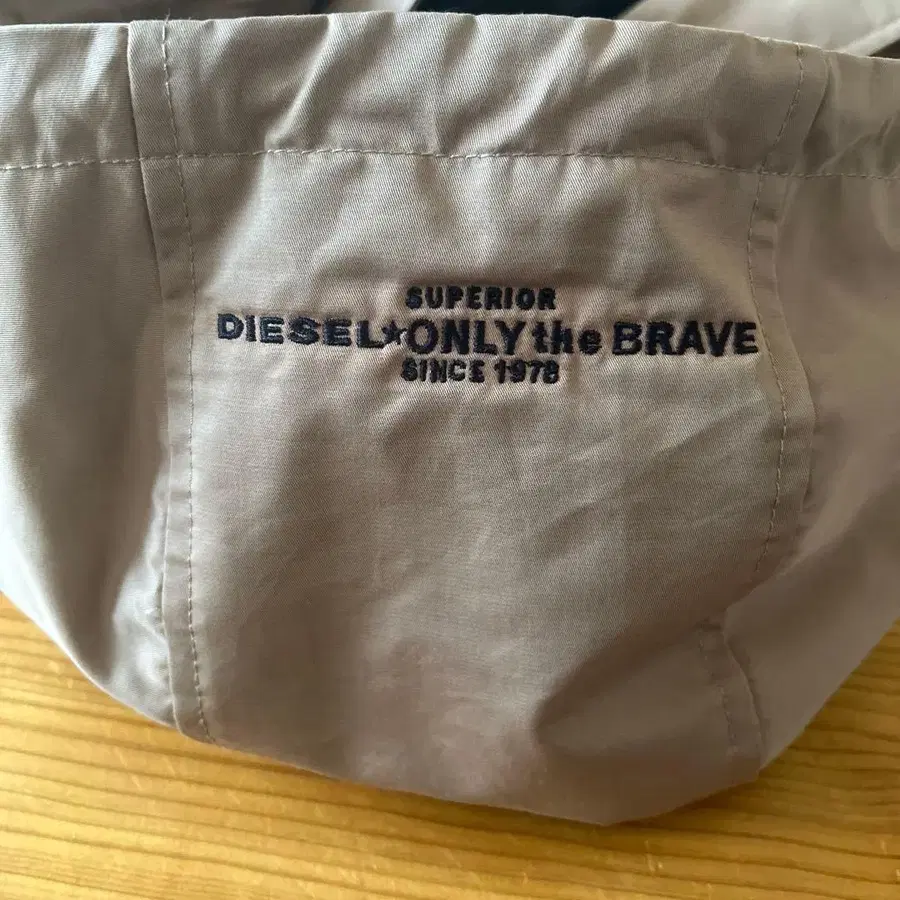 SUPERIOR
DIESEL★ONLY the BRAVE
SINCE 1978